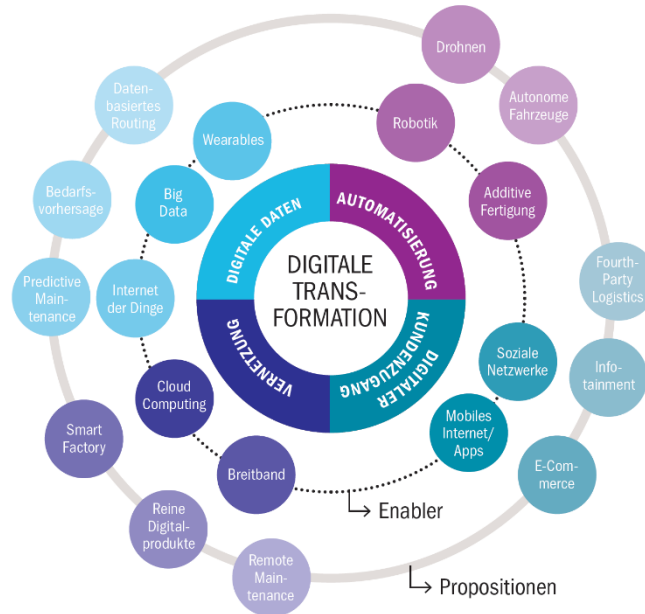 DIGITALE
TRANS-
FORMATION
DIGITALE DATEN
AUTOMATISIERUNG
DIGITALER
KUNDENZUGANG
VERNETZUNG
Wearables
Big
Data
Internet
der Dinge
Cloud
Computing
Breitband
Mobiles
Internet/
Apps
Soziale
Netzwerke
Additive
Fertigung
Robotik
Enabler
Drohnen
Autonome
Fahrzeuge
Fourth-
Party
Logistics
Info-
tainment
E-Com-
merce
Remote
Main-
tenance
Reine
Digital-
produkte
Smart
Factory
Predictive
Main-
tenance
Bedarfs-
vorhersage
Daten-
basiertes
Routing
Propositionen